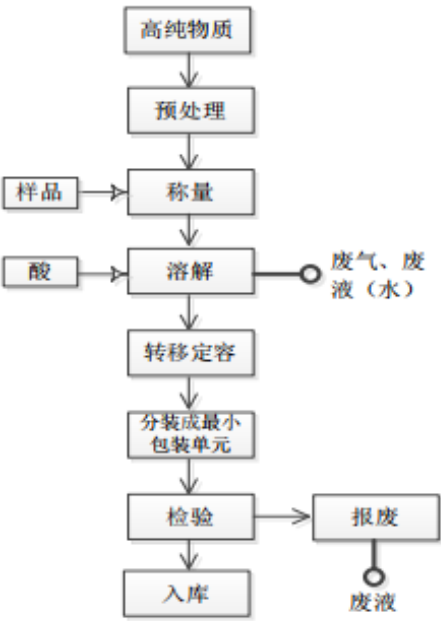 高纯物质
预处理
样品
称量
酸
溶解
废气、废
液（水）
转移定容
分装成最小
包装单元
检验
报废
入库
废液